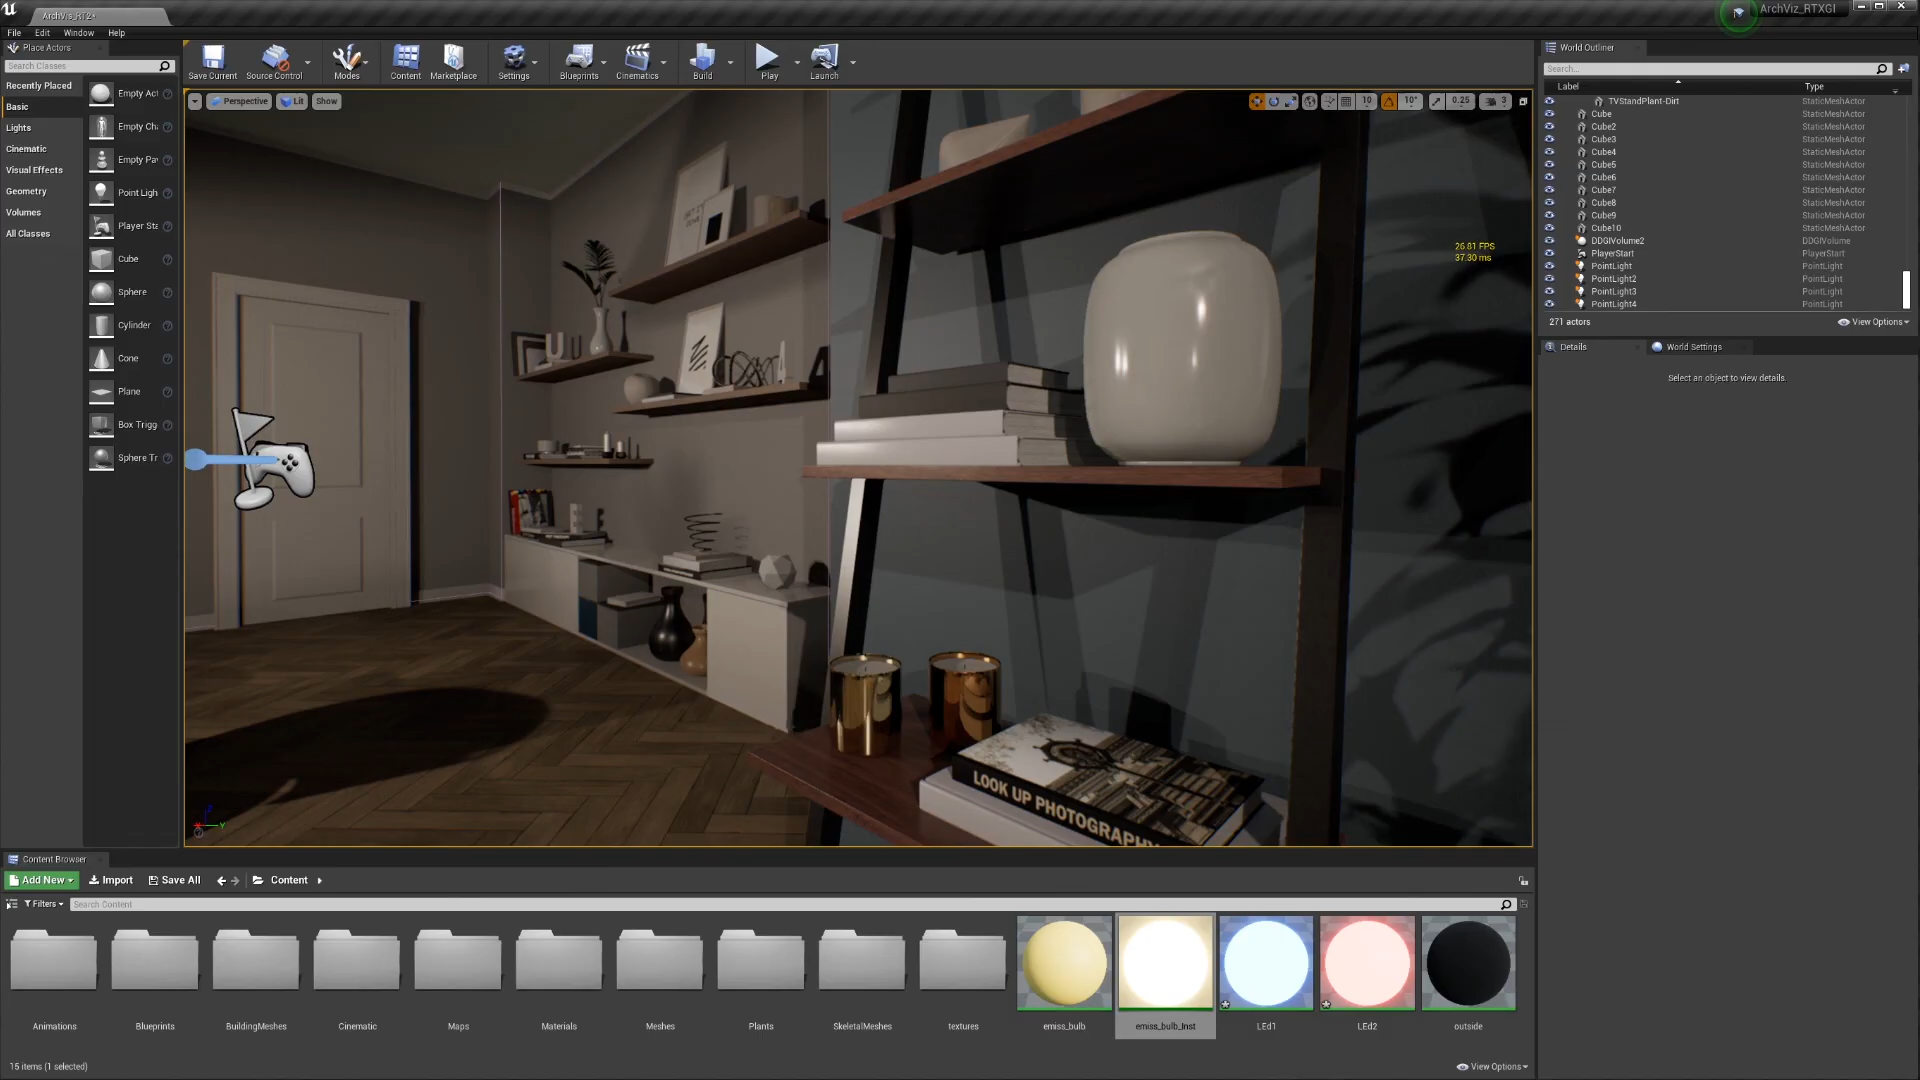 ArchVis_RT2*
ArchViz_RTXGI
File Edit Window Help
Place Actors
Search Classes
Recently Placed
Basic
Lights
Cinematic
Visual Effects
Geometry
Volumes
All Classes
Empty Act
Empty Cha
Empty Pav
Point Ligh
Player Sta
Cube
Sphere
Cylinder
Cone
Plane
Box Trigg
Sphere Tr
Save Current
Source Control
Modes
Content
Marketplace
Settings
Blueprints
Cinematics
Build
Play
Launch
Perspective
Lit
Show
10
10°
0.25
3
26.81 FPS
37.30 ms
LOOK UP PHOTOGRAPHY
World Outliner
Search...
Label Type
TVStandPlant-Dirt StaticMeshActor
Cube StaticMeshActor
Cube2 StaticMeshActor
Cube3 StaticMeshActor
Cube4 StaticMeshActor
Cube5 StaticMeshActor
Cube6 StaticMeshActor
Cube7 StaticMeshActor
Cube8 StaticMeshActor
Cube9 StaticMeshActor
Cube10 StaticMeshActor
DDGIVolume2 DDGIVolume
PlayerStart PlayerStart
PointLight PointLight
PointLight2 PointLight
PointLight3 PointLight
PointLight4 PointLight
271 actors
View Options
Details
World Settings
Select an object to view details.
Content Browser
Add New
Import
Save All
Content
Filters
Search Content
Animations
Blueprints
BuildingMeshes
Cinematic
Maps
Materials
Meshes
Plants
SkeletalMeshes
textures
emiss_bulb
emiss_bulb_Inst
LEd1
LEd2
outside
15 items (1 selected)
View Options